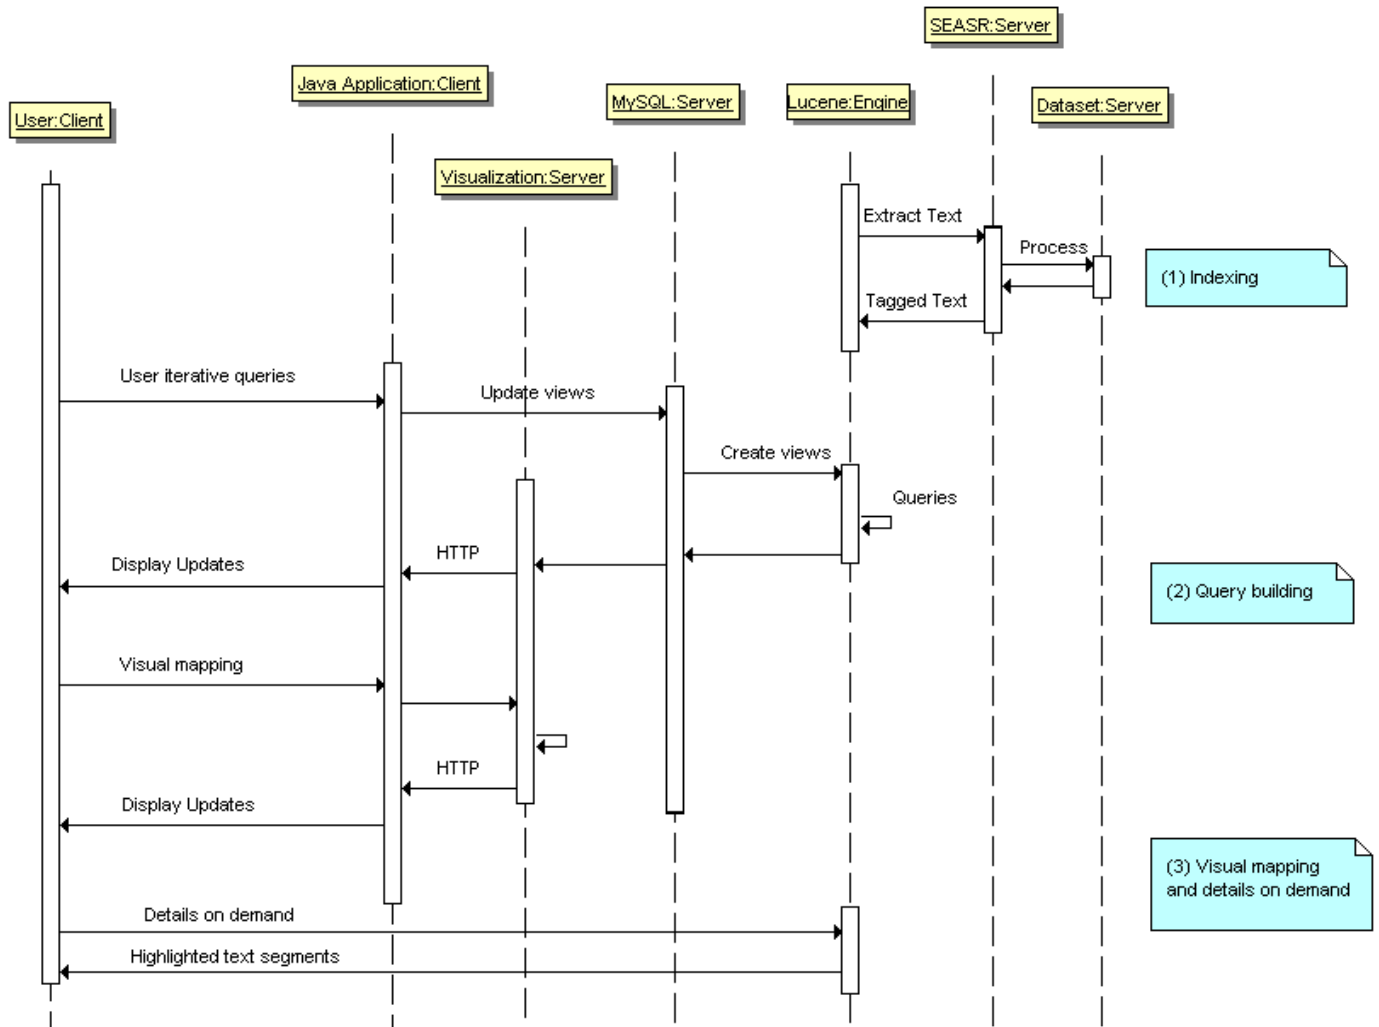 SEASR:Server
Java Application:Client
MySQL:Server
Lucene:Engine
Dataset:Server
User:Client
Visualization:Server
Extract Text
Process
(1) Indexing
Tagged Text
User iterative queries
Update views
Create views
Queries
HTTP
Display Updates
(2) Query building
Visual mapping
HTTP
Display Updates
(3) Visual mapping
and details on demand
Details on demand
Highlighted text segments